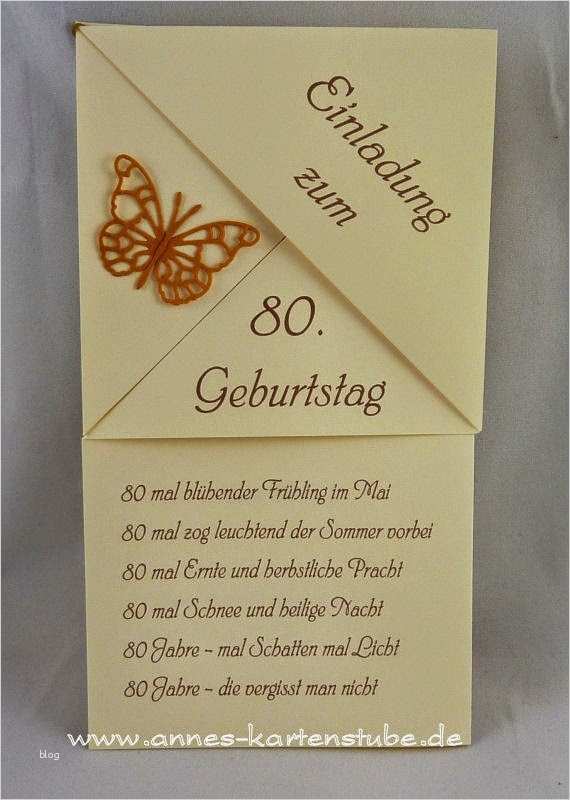 Einladung
zum
80.
Geburtstag
80 mal blühender Frühling im Mai
80 mal zog leuchtend der Sommer vorbei
80 mal Ernte und herbstliche Pracht
80 mal Schnee und heilige Nacht
80 Jahre - mal Schatten mal Licht
80 Jahre - die vergisst man nicht
www.annes-kartenstube.de
blog